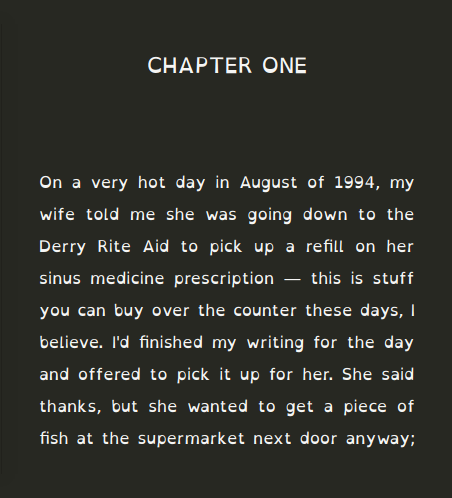 CHAPTER ONE
On a very hot day in August of 1994, my
wife told me she was going down to the
Derry Rite Aid to pick up a refill on her
sinus medicine prescription — this is stuff
you can buy over the counter these days, I
believe. I'd finished my writing for the day
and offered to pick it up for her. She said
thanks, but she wanted to get a piece of
fish at the supermarket next door anyway;